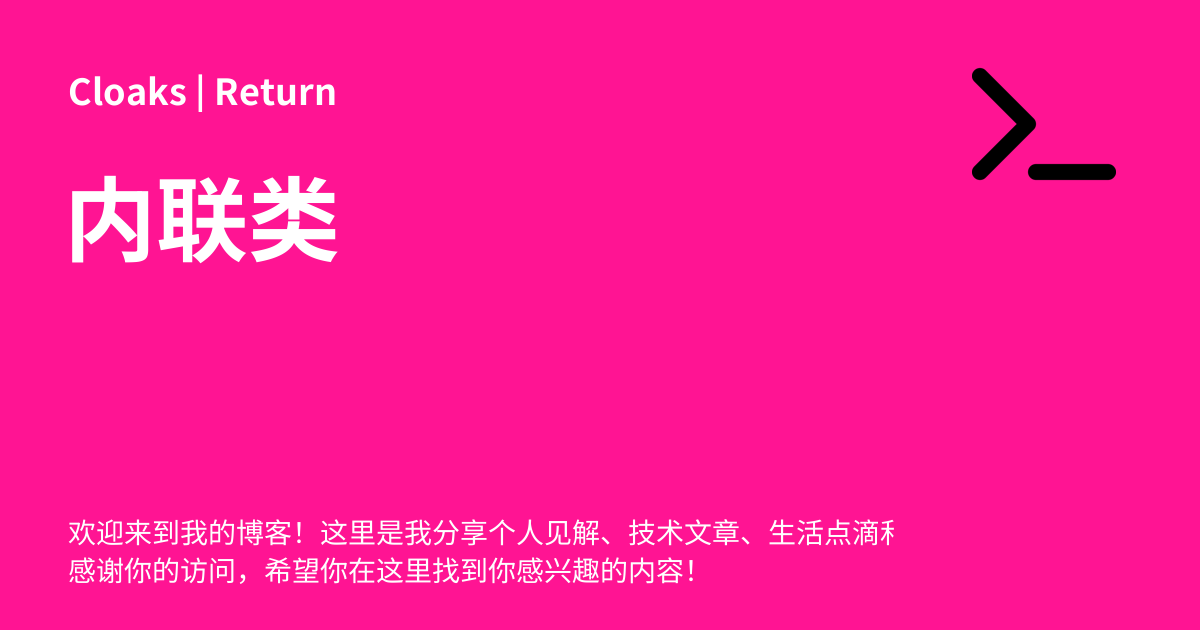 Cloaks | Return
内联类
欢迎来到我的博客！这里是我分享个人见解、技术文章、生活点滴
感谢你的访问，希望你在这里找到你感兴趣的内容！